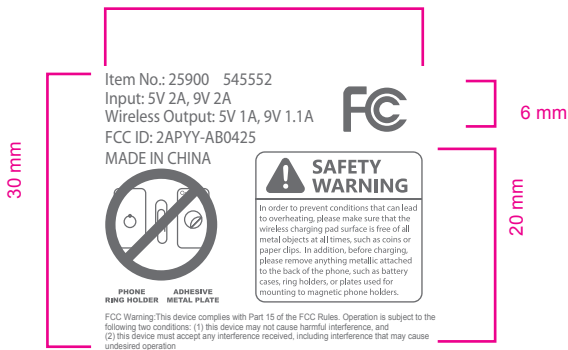 Item No.: 25900 545552
Input: 5V 2A, 9V 2A
Wireless Output: 5V 1A, 9V 1.1A
FCC ID: 2APYY-AB0425
MADE IN CHINA
FC
6 mm
30 mm
20 mm
SAFETY
WARNING
In order to prevent conditions that can lead
to overheating, please make sure that the
wireless charging pad surface is free of all
metal objects at all times, such as coins or
paper clips. In addition, before charging,
please remove anything metallic attached
to the back of the phone, such as battery
cases, ring holders, or plates used for
mounting to magnetic phone holders.
PHONE
RING HOLDER
ADHESIVE
METAL PLATE
FCC Warning:This device complies with Part 15 of the FCC Rules. Operation is subject to the
following two conditions: (1) this device may not cause harmful interference, and
(2) this device must accept any interference received, including interference that may cause
undesired operation